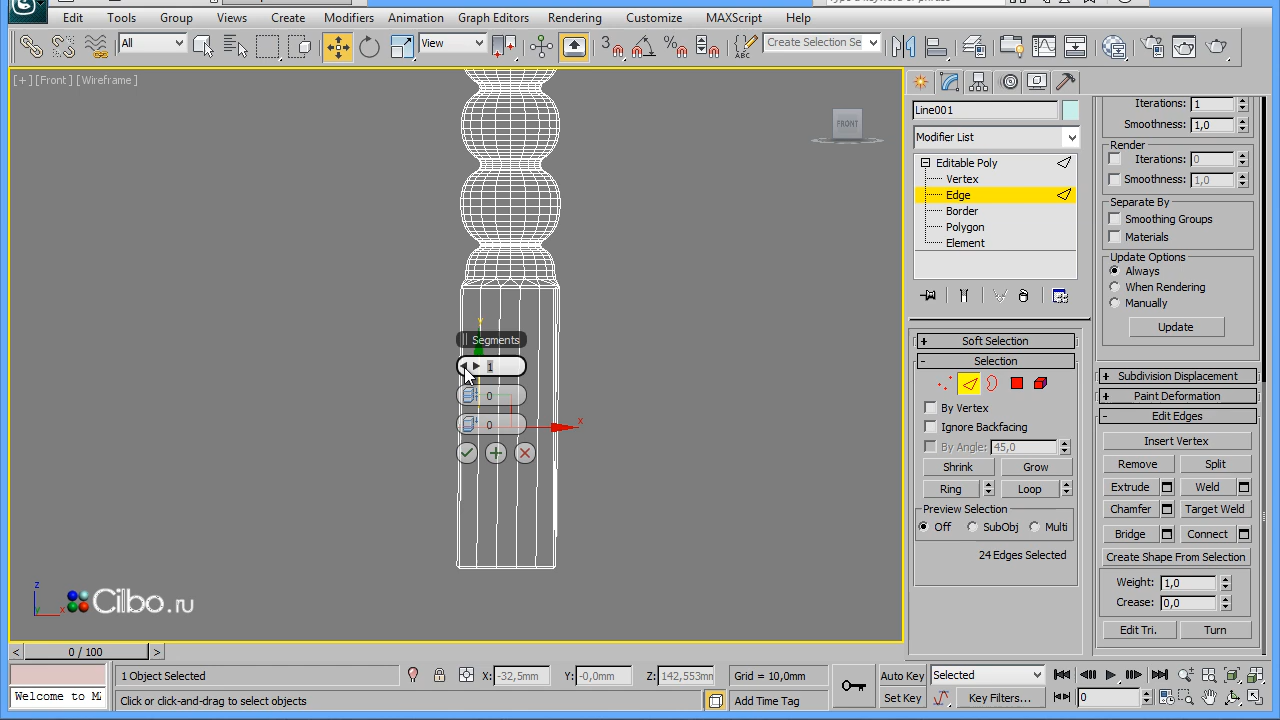 Edit Tools Group Views Create Modifiers Animation Graph Editors Rendering Customize MAXScript Help
All View 3 ABC Create Selection Se
[+][Front][Wireframe]
FRONT
Segments
1
0
0
x
z
y x
Cilbo.ru
Line001
Modifier List
Editable Poly
Vertex
Edge
Border
Polygon
Element
+ Soft Selection
- Selection
By Vertex
Ignore Backfacing
By Angle: 45,0
Shrink Grow
Ring Loop
Preview Selection
Off SubObj Multi
24 Edges Selected
Iterations: 1
Smoothness: 1,0
Render
Iterations: 0
Smoothness: 1,0
Separate By
Smoothing Groups
Materials
Update Options
Always
When Rendering
Manually
Update
+ Subdivision Displacement
+ Paint Deformation
- Edit Edges
Insert Vertex
Remove Split
Extrude Weld
Chamfer Target Weld
Bridge Connect
Create Shape From Selection
Weight: 1,0
Crease: 0,0
Edit Tri. Turn
< 0 / 100 >
1 Object Selected X: -32,5mm Y: -0,0mm Z: 142,553mm Grid = 10,0mm Auto Key Selected
Welcome to M Click or click-and-drag to select objects Add Time Tag Set Key Key Filters... 0